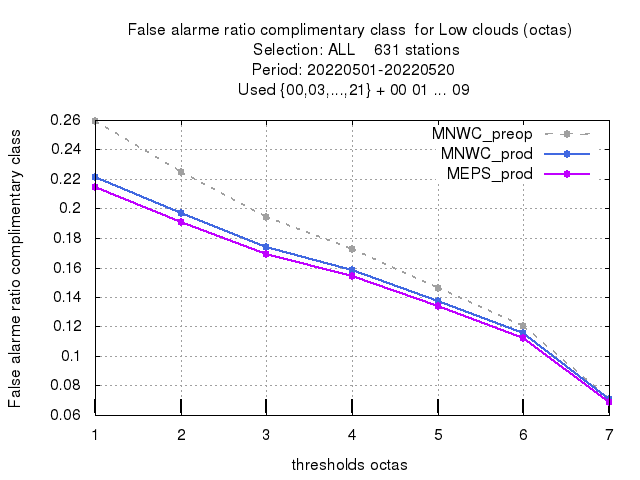 False alarme ratio complimentary class  for Low clouds (octas)
Selection: ALL    631 stations
Period: 20220501-20220520
Used {00,03,...,21} + 00 01 ... 09
False alarme ratio complimentary class
0.26
0.24
0.22
0.2
0.18
0.16
0.14
0.12
0.1
0.08
0.06
MNWC_preop
MNWC_prod
MEPS_prod
1 2 3 4 5 6 7
thresholds octas